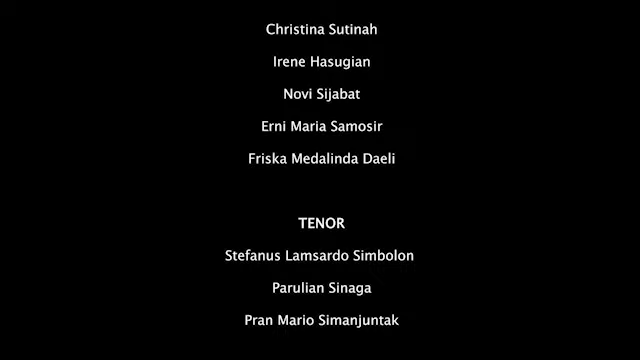 Christina Sutinah
Irene Hasugian
Novi Sijabat
Erni Maria Samosir
Friska Medalinda Daeli
TENOR
Stefanus Lamsardo Simbolon
Parulian Sinaga
Pran Mario Simanjuntak